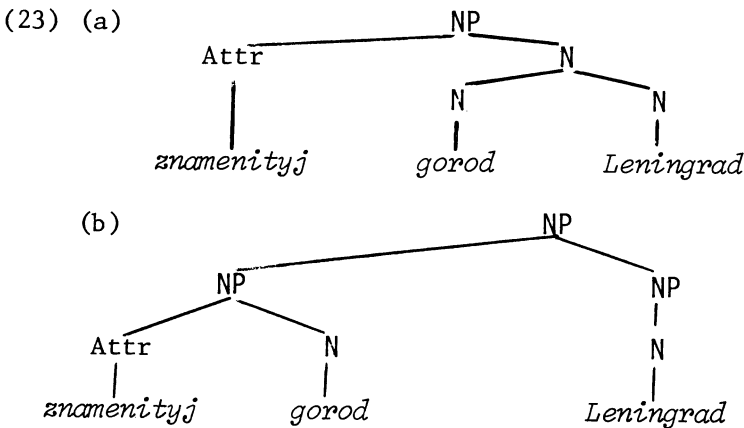 (23) (a) NP
Attr N
N N
znamenityj gorod Leningrad
(b) NP
NP NP
Attr N N
znamenityj gorod Leningrad